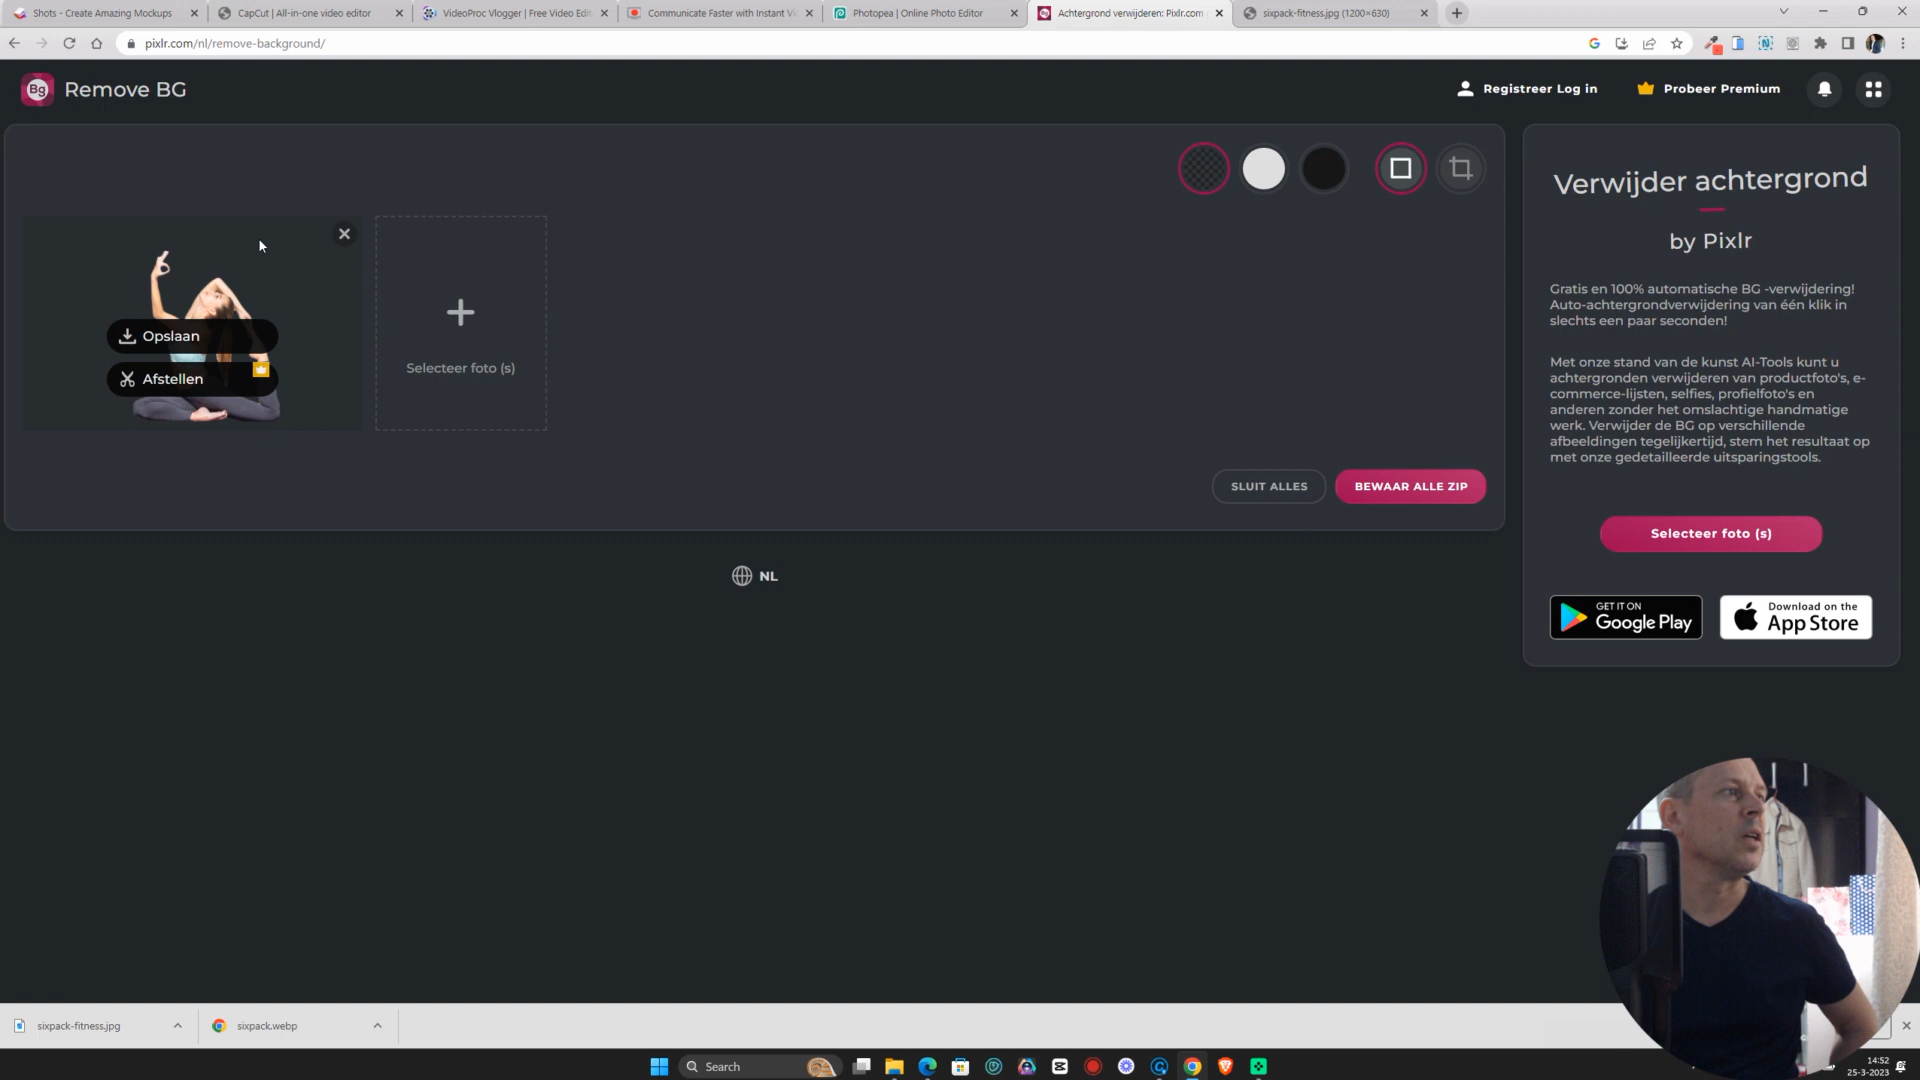 Shots - Create Amazing Mockups
CapCut | All-in-one video editor
VideoProc Vlogger | Free Video Edit
Communicate Faster with Instant Vi
Photopea | Online Photo Editor
Achtergrond verwijderen: Pixlr.com
sixpack-fitness.jpg (1200×630)
pixlr.com/nl/remove-background/
Bg
Remove BG
Registreer Log in
Probeer Premium
Opslaan
Afstellen
Selecteer foto (s)
SLUIT ALLES
BEWAAR ALLE ZIP
NL
Verwijder achtergrond
by Pixlr
Gratis en 100% automatische BG -verwijdering!
Auto-achtergrondverwijdering van één klik in
slechts een paar seconden!
Met onze stand van de kunst AI-Tools kunt u
achtergronden verwijderen van productfoto's, e-
commerce-lijsten, selfies, profielfoto's en
anderen zonder het omslachtige handmatige
werk. Verwijder de BG op verschillende
afbeeldingen tegelijkertijd, stem het resultaat op
met onze gedetailleerde uitsparingstools.
Selecteer foto (s)
GET IT ON
Google Play
Download on the
App Store
sixpack-fitness.jpg
sixpack.webp
Search
14:52
25-3-2023